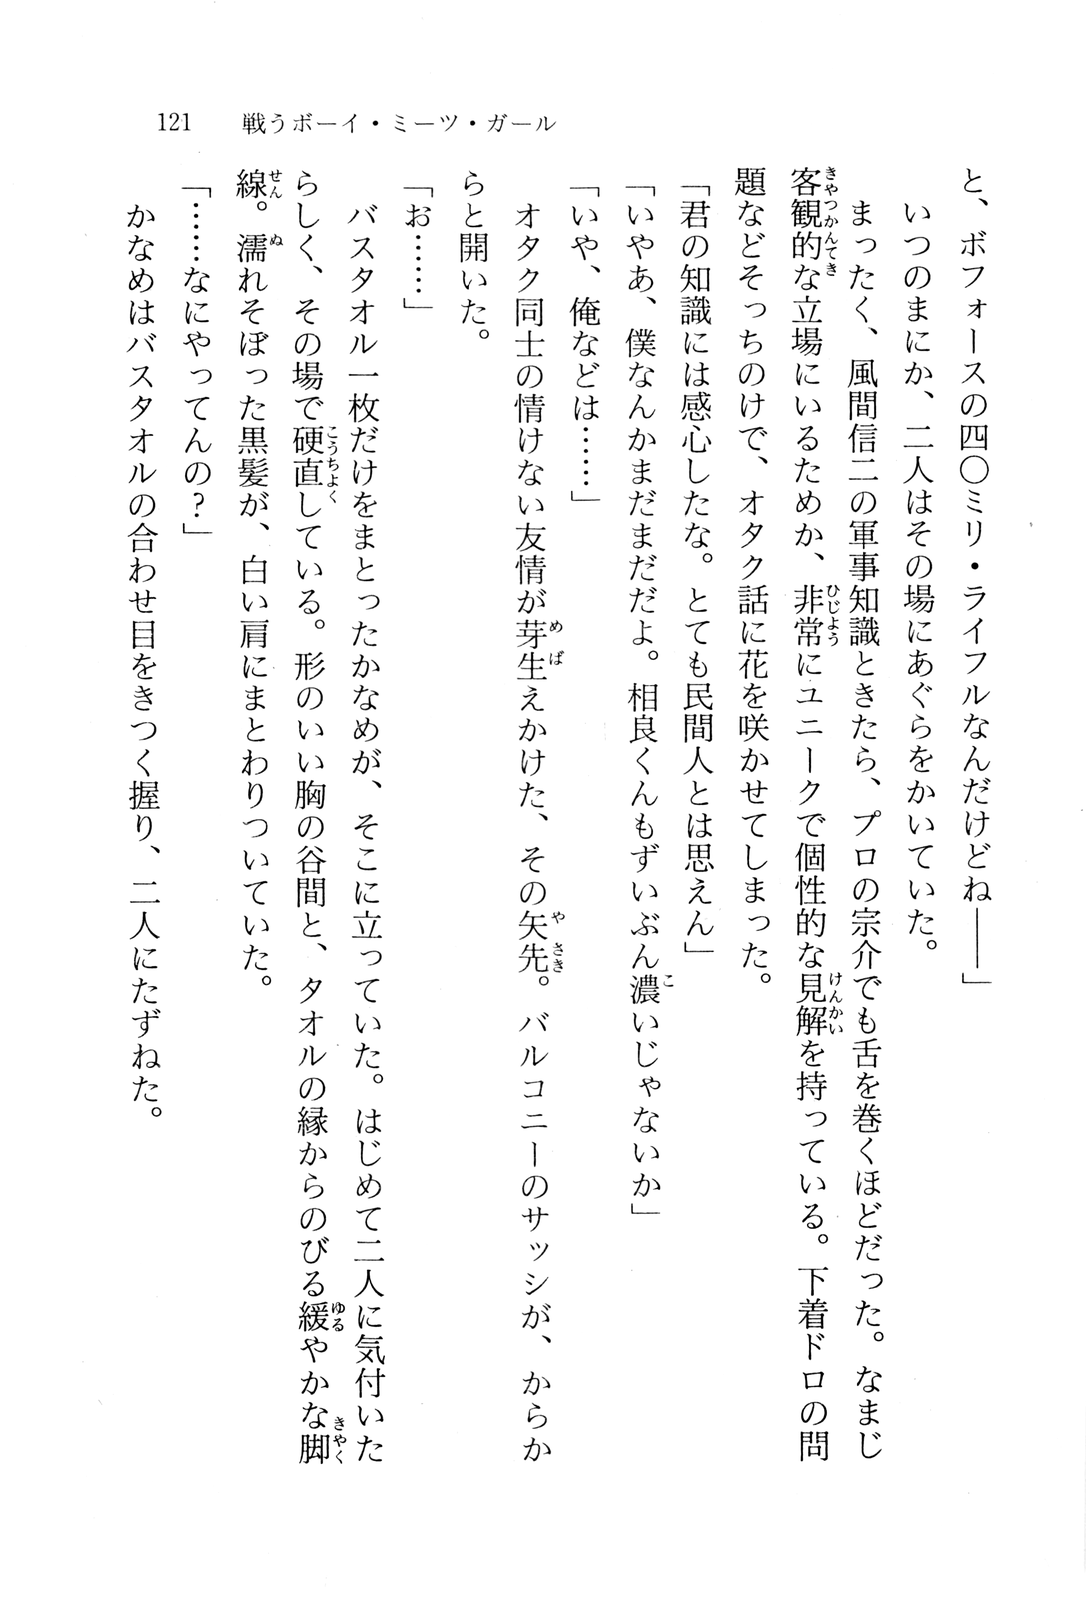 121　戦うボーイ・ミーツ・ガール
と、ボフォースの四〇ミリ・ライフルなんだけどね――」
　いつのまにか、二人はその場にあぐらをかいていた。
　まったく、風間信二の軍事知識ときたら、プロの宗介でも舌を巻くほどだった。なまじ
客観的な立場にいるためか、非常にユニークで個性的な見解を持っている。下着ドロの問
題などそっちのけで、オタク話に花を咲かせてしまった。
「君の知識には感心したな。とても民間人とは思えん」
「いやあ、僕なんかまだまだだよ。相良くんもずいぶん濃いじゃないか」
「いや、俺などは……」
　オタク同士の情けない友情が芽生えかけた、その矢先。バルコニーのサッシが、からか
らと開いた。
「お……」
　バスタオル一枚だけをまとったかなめが、そこに立っていた。はじめて二人に気付いた
らしく、その場で硬直している。形のいい胸の谷間と、タオルの縁からのびる緩やかな脚
線。濡れそぼった黒髪が、白い肩にまとわりついていた。
「……なにやってんの？」
　かなめはバスタオルの合わせ目をきつく握り、二人にたずねた。